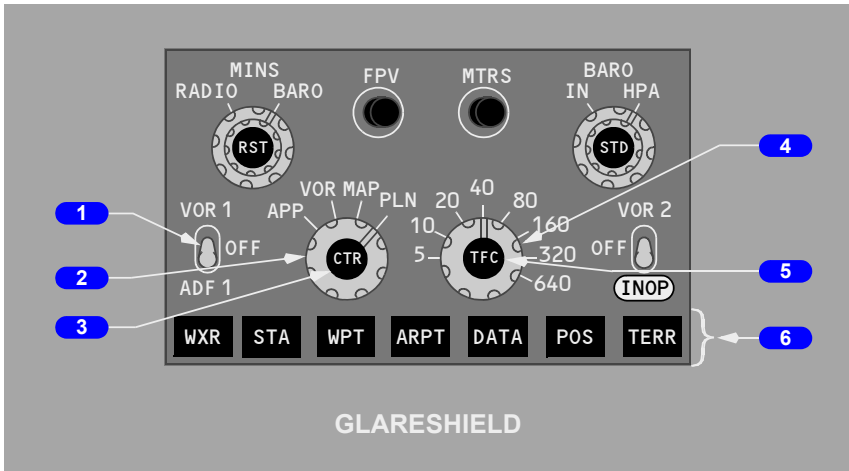 MINS
RADIO BARO
RST
FPV
MTRS
BARO
IN HPA
STD
4
1
VOR 1
OFF
ADF 1
2
3
APP VOR MAP PLN
CTR
5 10 20 40 80 160 320 640
TFC
VOR 2
OFF
INOP
5
WXR STA WPT ARPT DATA POS TERR
6
GLARESHIELD